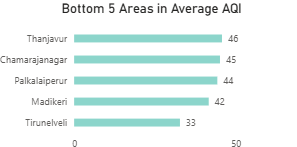 Bottom 5 Areas in Average AQI
Thanjavur 46
Chamarajanagar 45
Palkalaiperur 44
Madikeri 42
Tirunelveli 33
0 50